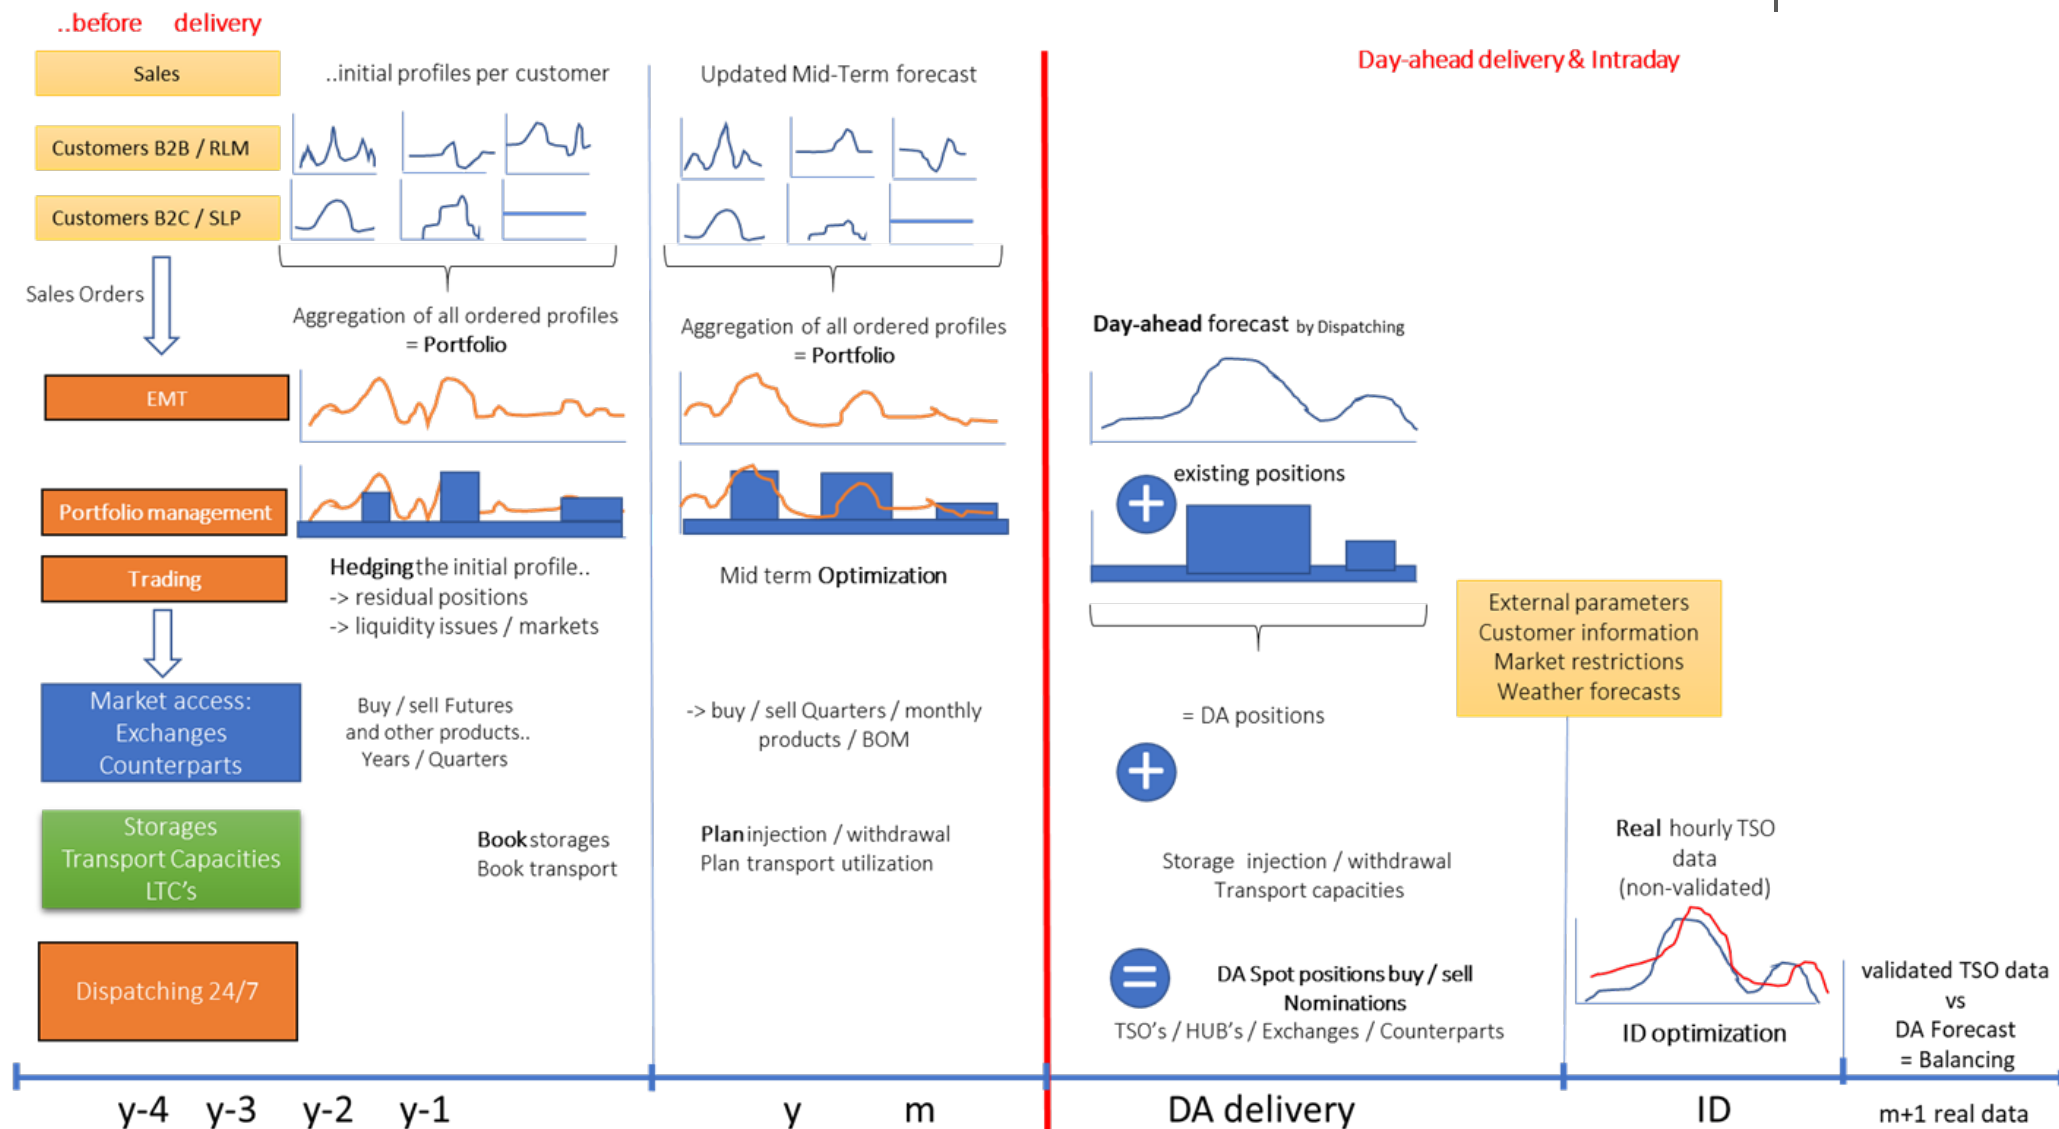 ..before delivery
Day-ahead delivery & Intraday
Sales
..initial profiles per customer
Updated Mid-Term forecast
Customers B2B / RLM
Customers B2C / SLP
Sales Orders
Aggregation of all ordered profiles
= Portfolio
Aggregation of all ordered profiles
= Portfolio
Day-ahead forecast by Dispatching
EMT
existing positions
Portfolio management
Trading
Hedging the initial profile..
-> residual positions
-> liquidity issues / markets
Mid term Optimization
External parameters
Customer information
Market restrictions
Weather forecasts
Market access:
Exchanges
Counterparts
Buy / sell Futures
and other products..
Years / Quarters
-> buy / sell Quarters / monthly
products / BOM
= DA positions
Storages
Transport Capacities
LTC's
Book storages
Book transport
Plan injection / withdrawal
Plan transport utilization
Storage injection / withdrawal
Transport capacities
Real hourly TSO
data
(non-validated)
Dispatching 24/7
DA Spot positions buy / sell
Nominations
TSO's / HUB's / Exchanges / Counterparts
ID optimization
validated TSO data
vs
DA Forecast
= Balancing
y-4 y-3 y-2 y-1 y m DA delivery ID m+1 real data